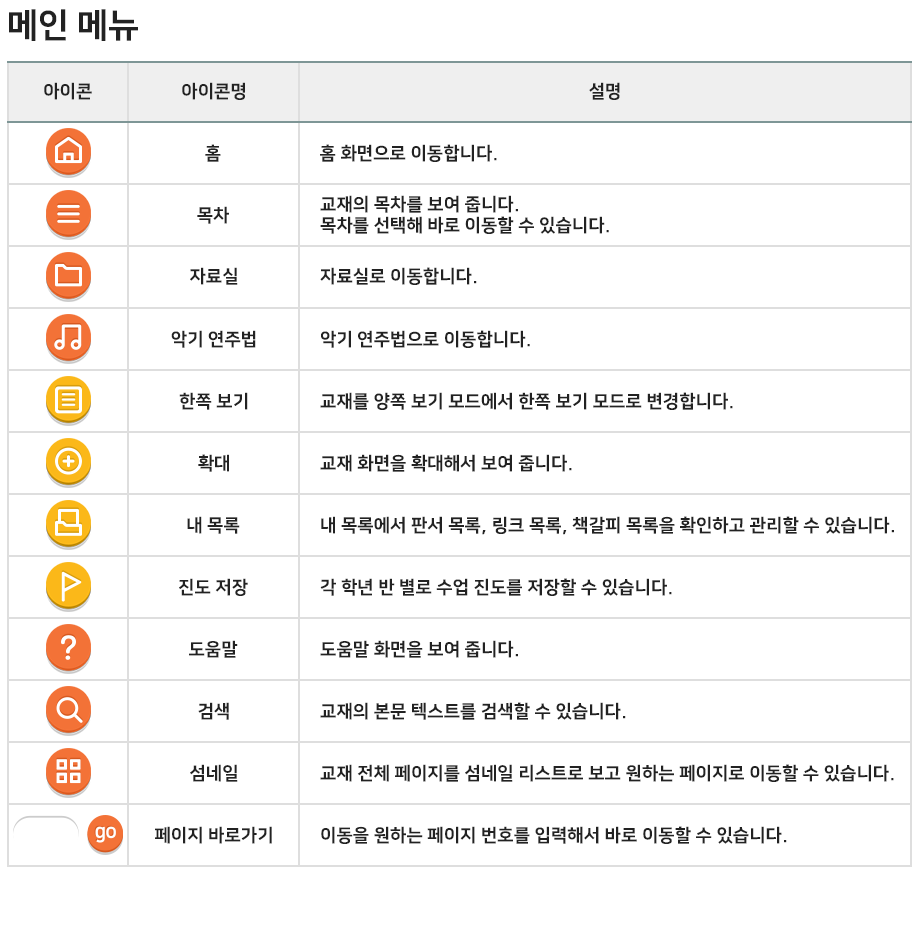 메인 메뉴
아이콘 아이콘명 설명
홈 홈 화면으로 이동합니다.
목차 교재의 목차를 보여 줍니다.
목차를 선택해 바로 이동할 수 있습니다.
자료실 자료실로 이동합니다.
악기 연주법 악기 연주법으로 이동합니다.
한쪽 보기 교재를 양쪽 보기 모드에서 한쪽 보기 모드로 변경합니다.
확대 교재 화면을 확대해서 보여 줍니다.
내 목록 내 목록에서 판서 목록, 링크 목록, 책갈피 목록을 확인하고 관리할 수 있습니다.
진도 저장 각 학년 반 별로 수업 진도를 저장할 수 있습니다.
? 도움말 도움말 화면을 보여 줍니다.
검색 교재의 본문 텍스트를 검색할 수 있습니다.
섬네일 교재 전체 페이지를 섬네일 리스트로 보고 원하는 페이지로 이동할 수 있습니다.
go 페이지 바로가기 이동을 원하는 페이지 번호를 입력해서 바로 이동할 수 있습니다.